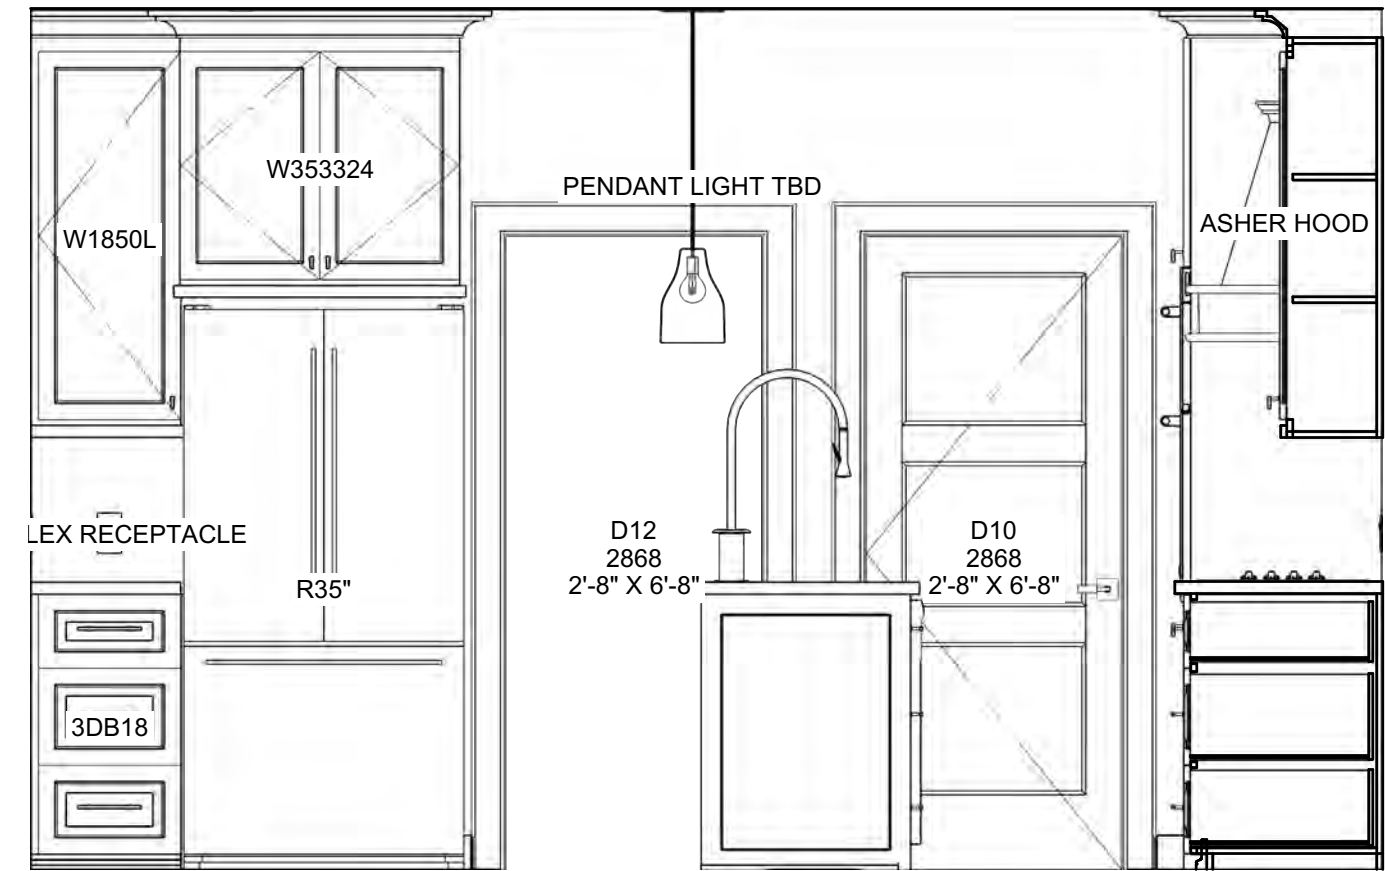 W353324
PENDANT LIGHT TBD
ASHER HOOD
W1850L
LEX RECEPTACLE
D12
2868
2'-8" X 6'-8"
D10
2868
2'-8" X 6'-8"
R35"
3DB18